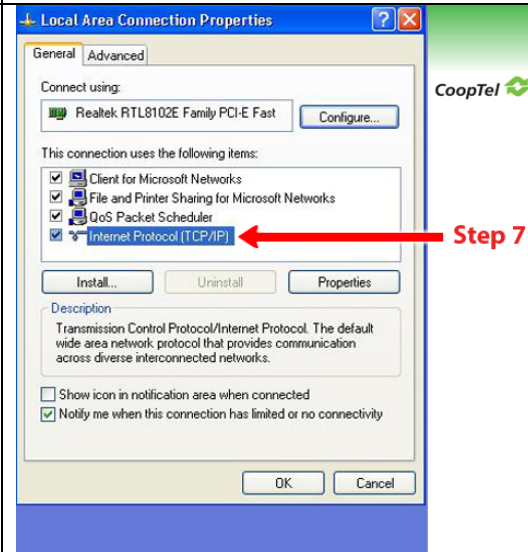 Local Area Connection Properties
General Advanced
CoopTel
Connect using:
Realtek RTL8102E Family PCI-E Fast Configure...
This connection uses the following items:
Client for Microsoft Networks
File and Printer Sharing for Microsoft Networks
QoS Packet Scheduler
Internet Protocol (TCP/IP) Step 7
Install... Uninstall Properties
Description
Transmission Control Protocol/Internet Protocol. The default
wide area network protocol that provides communication
across diverse interconnected networks.
Show icon in notification area when connected
Notify me when this connection has limited or no connectivity
OK Cancel